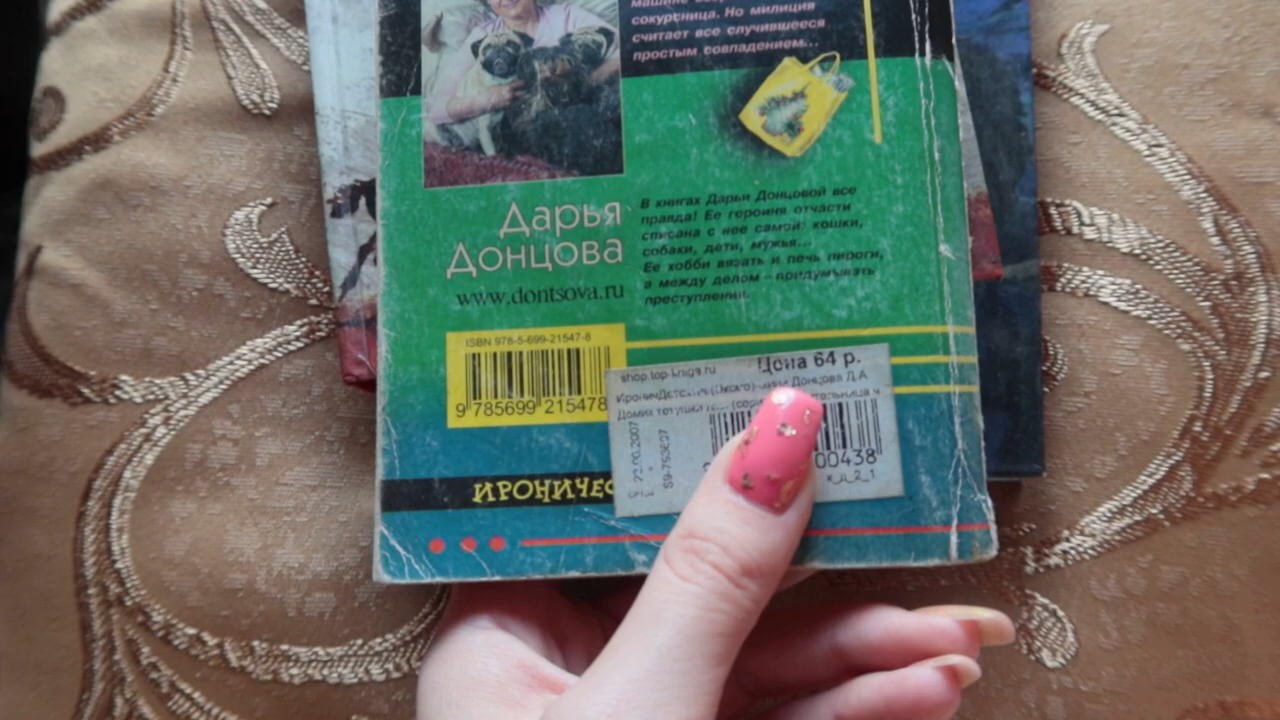 сокурсница. Но милиция
считает все случившееся
простым совпадением...
Дарья
Донцова
www.dontsova.ru
В книгах Дарьи Донцовой все
правда! Ее героиня отчасти
списана с нее самой: кошки,
собаки, дети, мужья...
Ее хобби вязать и печь пироги,
а между делом – придумывать
преступления.
ISBN 978-5-699-21547-8
9 785699 215478
Цена 64 р.
shop.top-kniga.ru
Донцова Д.А.
00438
к_л_2_1
ИРОНИЧЕС